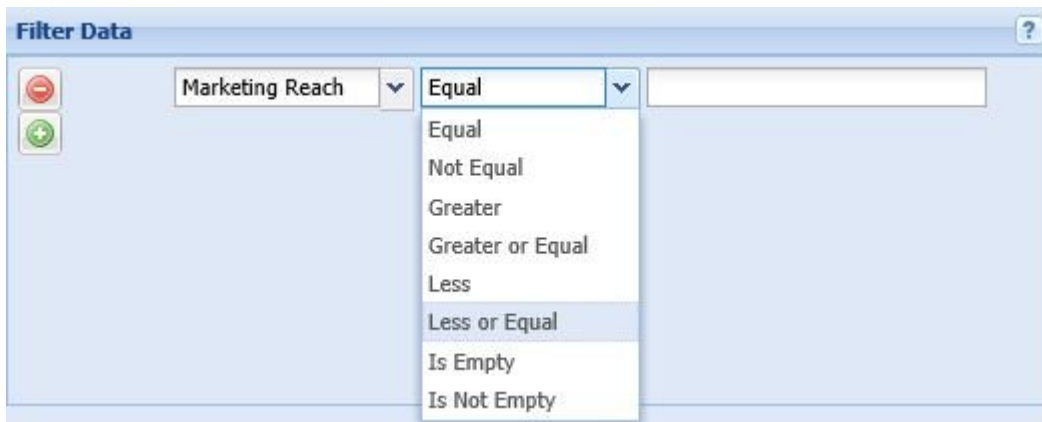 Filter Data ?
Marketing Reach Equal
Equal
Not Equal
Greater
Greater or Equal
Less
Less or Equal
Is Empty
Is Not Empty